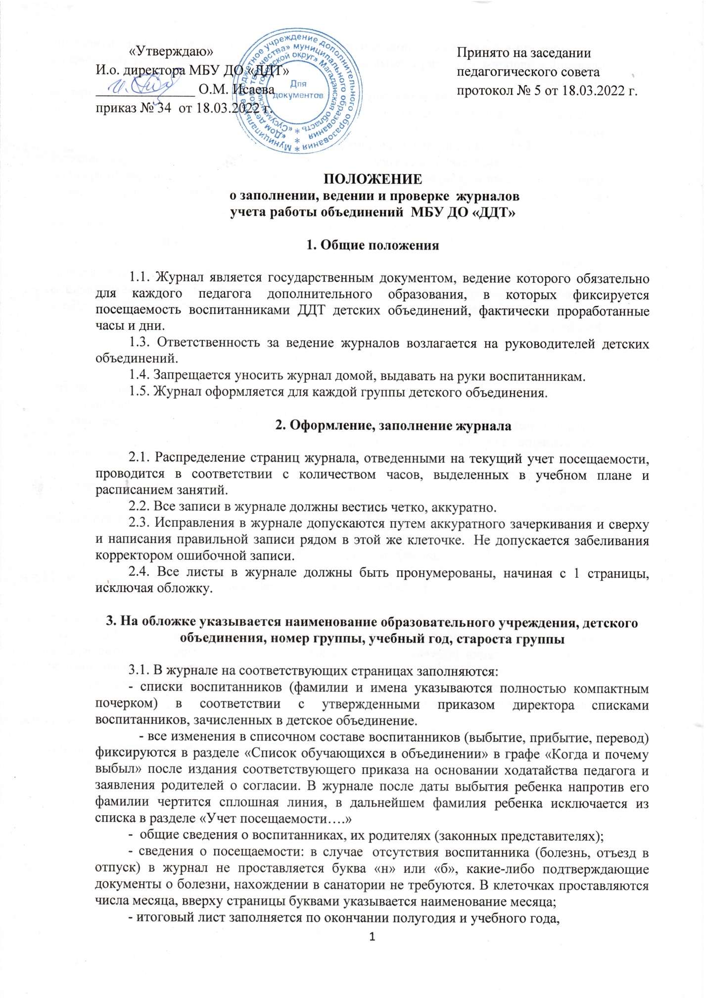 «Утверждаю»
И.о. директора МБУ ДО «ДДТ»
О.М. Исаева
приказ № 34 от 18.03.2022 г.
Муниципальное бюджетное учреждение дополнительного образования *
«Дом детского творчества» муниципального образования *
«Сусуманский городской округ» Магаданская область *
Для
документов
Принято на заседании
педагогического совета
протокол № 5 от 18.03.2022 г.
ПОЛОЖЕНИЕ
о заполнении, ведении и проверке журналов
учета работы объединений МБУ ДО «ДДТ»
1. Общие положения
1.1. Журнал является государственным документом, ведение которого обязательно
для каждого педагога дополнительного образования, в которых фиксируется
посещаемость воспитанниками ДДТ детских объединений, фактически проработанные
часы и дни.
1.3. Ответственность за ведение журналов возлагается на руководителей детских
объединений.
1.4. Запрещается уносить журнал домой, выдавать на руки воспитанникам.
1.5. Журнал оформляется для каждой группы детского объединения.
2. Оформление, заполнение журнала
2.1. Распределение страниц журнала, отведенными на текущий учет посещаемости,
проводится в соответствии с количеством часов, выделенных в учебном плане и
расписанием занятий.
2.2. Все записи в журнале должны вестись четко, аккуратно.
2.3. Исправления в журнале допускаются путем аккуратного зачеркивания и сверху
и написания правильной записи рядом в этой же клеточке. Не допускается забеливания
корректором ошибочной записи.
2.4. Все листы в журнале должны быть пронумерованы, начиная с 1 страницы,
исключая обложку.
3. На обложке указывается наименование образовательного учреждения, детского
объединения, номер группы, учебный год, староста группы
3.1. В журнале на соответствующих страницах заполняются:
- списки воспитанников (фамилии и имена указываются полностью компактным
почерком) в соответствии с утвержденными приказом директора списками
воспитанников, зачисленных в детское объединение.
- все изменения в списочном составе воспитанников (выбытие, прибытие, перевод)
фиксируются в разделе «Список обучающихся в объединении» в графе «Когда и почему
выбыл» после издания соответствующего приказа на основании ходатайства педагога и
заявления родителей о согласии. В журнале после даты выбытия ребенка напротив его
фамилии чертится сплошная линия, в дальнейшем фамилия ребенка исключается из
списка в разделе «Учет посещаемости….»
- общие сведения о воспитанниках, их родителях (законных представителях);
- сведения о посещаемости: в случае отсутствия воспитанника (болезнь, отъезд в
отпуск) в журнал не проставляется буква «н» или «б», какие-либо подтверждающие
документы о болезни, нахождении в санатории не требуются. В клеточках проставляются
числа месяца, вверху страницы буквами указывается наименование месяца;
- итоговый лист заполняется по окончании полугодия и учебного года,
1